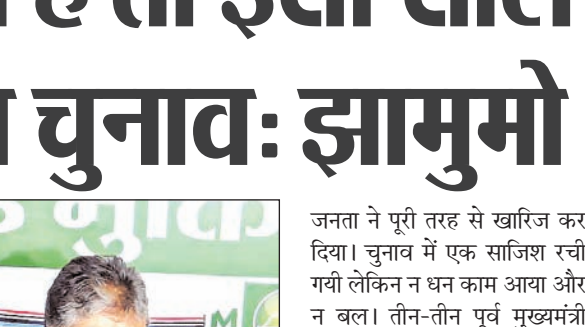 चुनावः झामुमो
जनता ने पूरी तरह से खारिज कर
दिया। चुनाव में एक साजिश रची
गयी लेकिन न धन काम आया और
न बल। तीन-तीन पूर्व मुख्यमंत्री
M